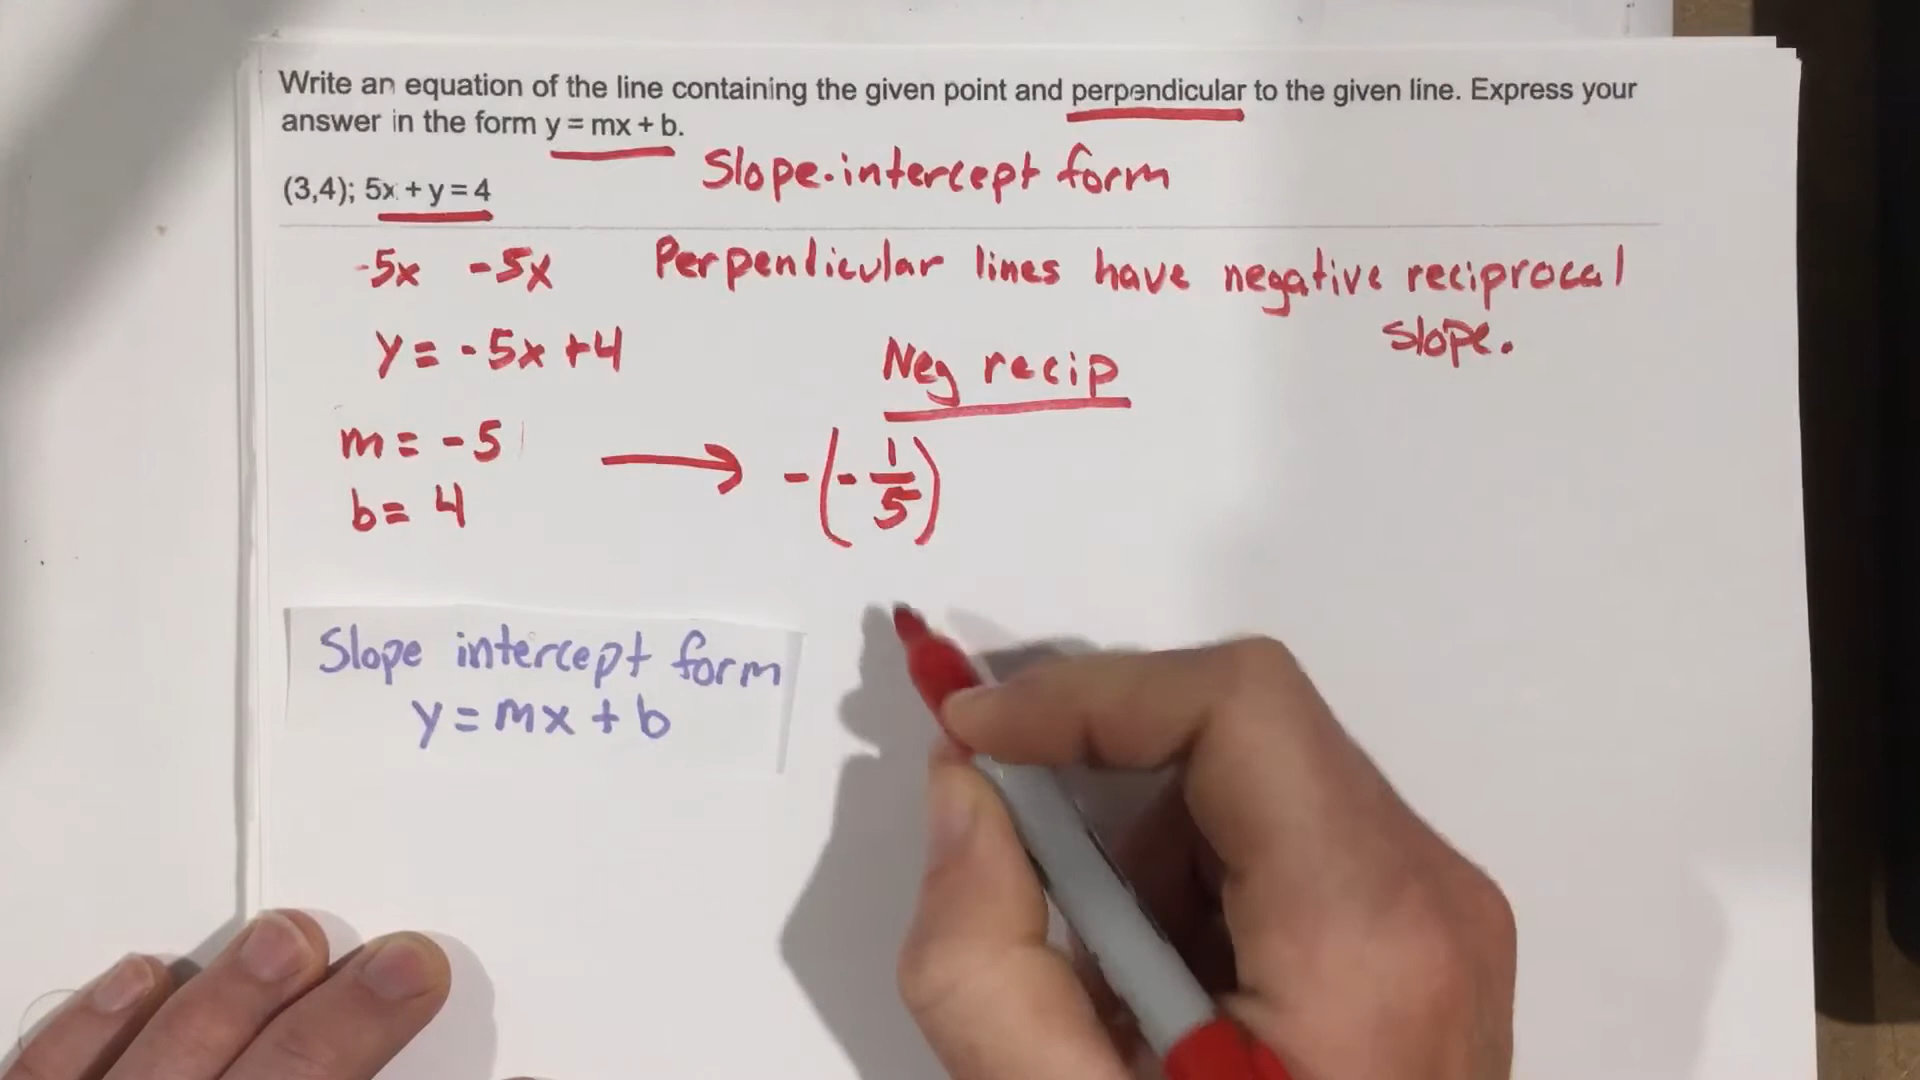 Write an equation of the line containing the given point and perpendicular to the given line. Express your
answer in the form y = mx + b.
Slope-intercept form
(3,4); 5x + y = 4
-5x -5x
Perpendicular lines have negative reciprocal
slope.
y = -5x +4
Neg recip
m = -5
-(-1/5)
b = 4
Slope intercept form
y = mx + b